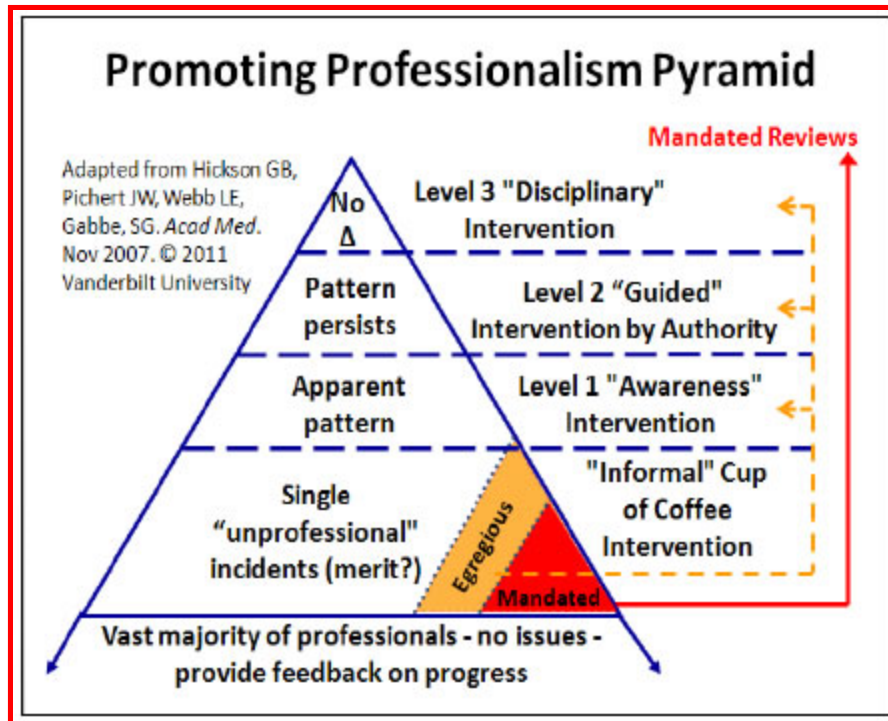 Promoting Professionalism Pyramid
Mandated Reviews
Adapted from Hickson GB,
Pichert JW, Webb LE,
Gabbe, SG. Acad Med.
Nov 2007. © 2011
Vanderbilt University
No
Δ
Level 3 "Disciplinary"
Intervention
Pattern
persists
Level 2 “Guided"
Intervention by Authority
Apparent
pattern
Level 1 "Awareness"
Intervention
Single
“unprofessional"
incidents (merit?)
Egregious
Mandated
"Informal" Cup
of Coffee
Intervention
Vast majority of professionals - no issues -
provide feedback on progress